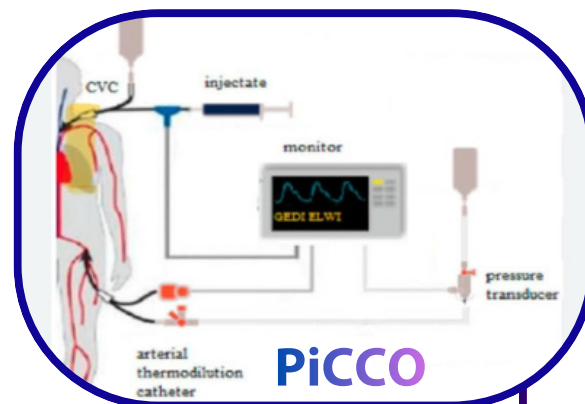 CVC
injectate
monitor
GEDI ELWI
pressure
transducer
arterial
thermodilution
catheter
PiCCO